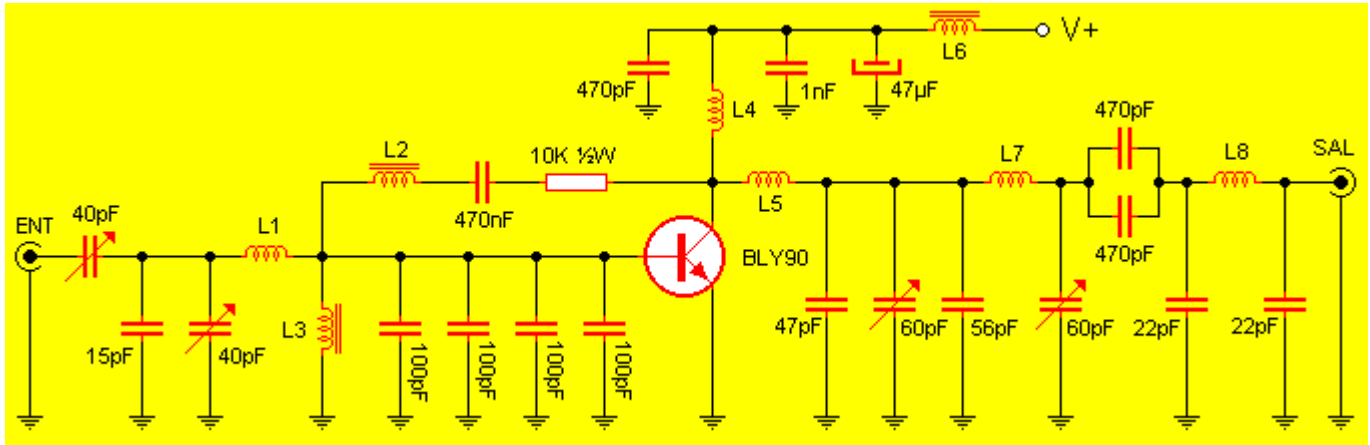 V+
L6
470pF
1nF
47µF
L4
470pF
L2
10K ½W
L7
L8
SAL
40pF
ENT
L1
470nF
L5
BLY90
470pF
L3
15pF
40pF
100pF
100pF
100pF
100pF
47pF
60pF
56pF
60pF
22pF
22pF